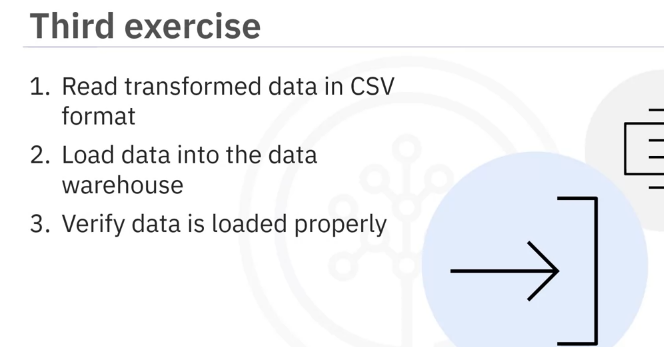 Third exercise
1. Read transformed data in CSV
format
2. Load data into the data
warehouse
3. Verify data is loaded properly